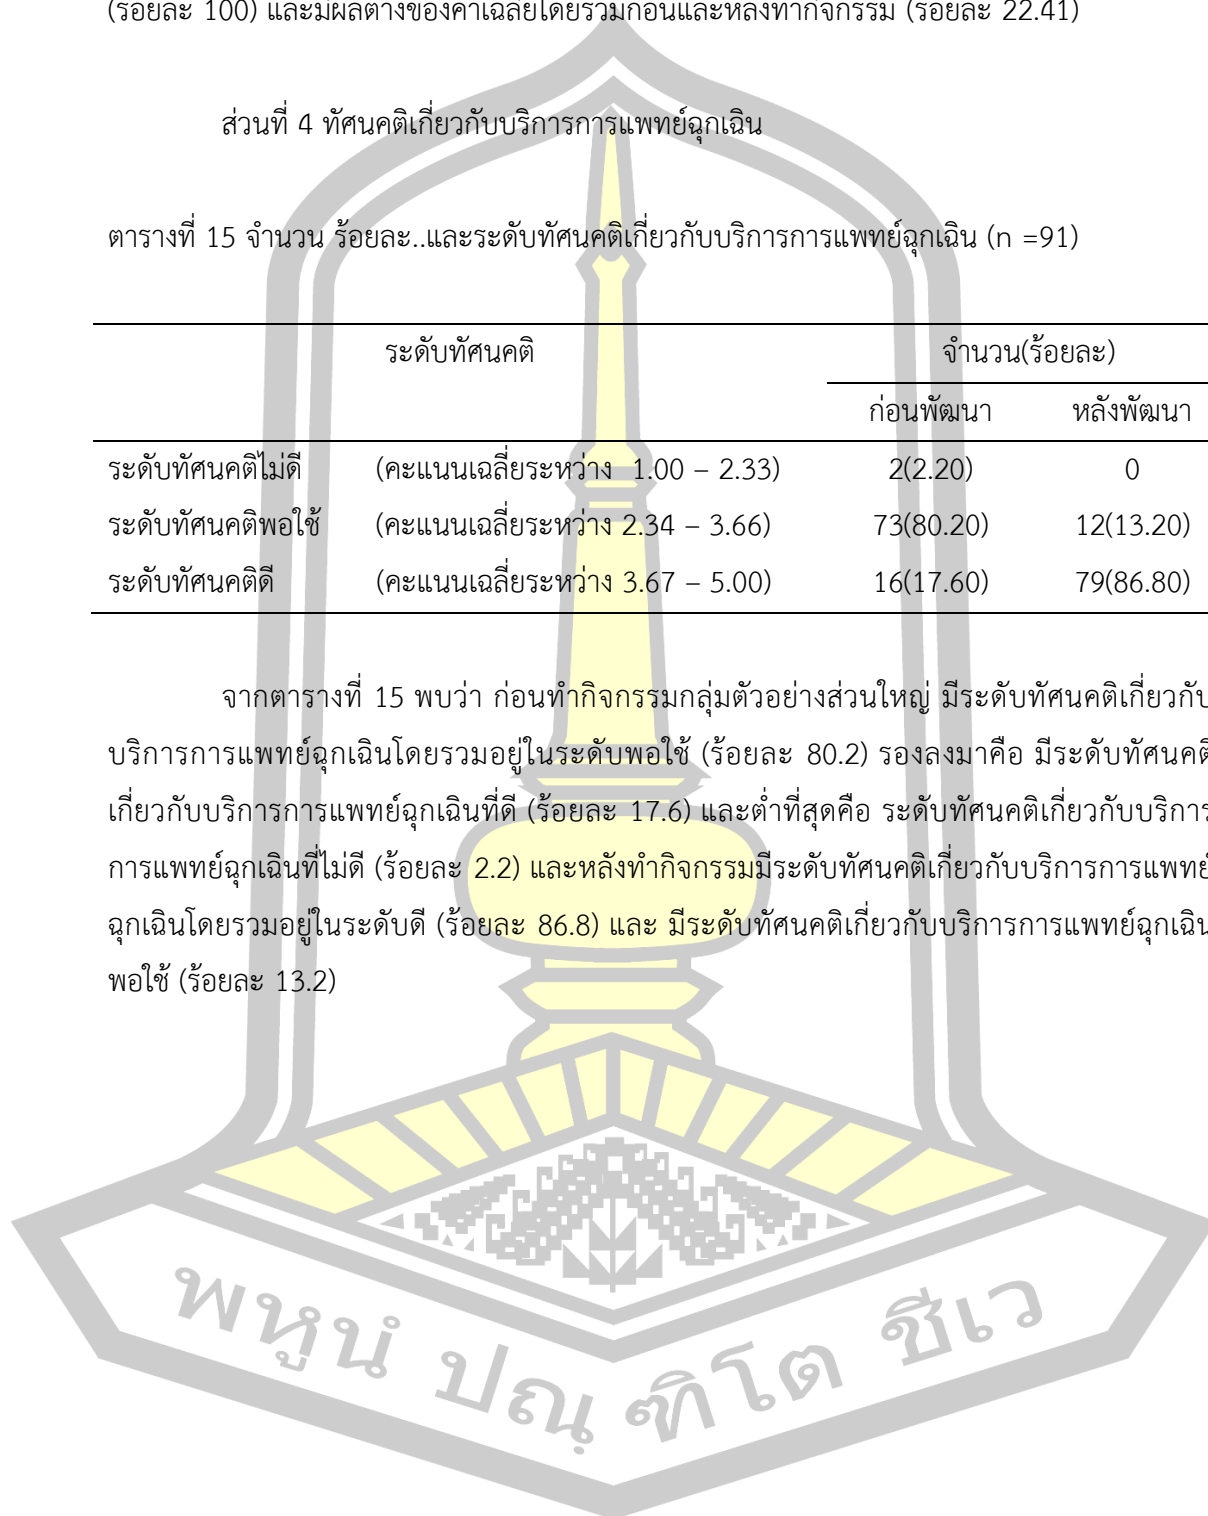 (ร้อยละ 100) และมีผลต่างของค่าเฉลี่ยโดยรวมก่อนและหลังทำกิจกรรม (ร้อยละ 22.41)
ส่วนที่ 4 ทัศนคติเกี่ยวกับบริการการแพทย์ฉุกเฉิน
ตารางที่ 15 จำนวน ร้อยละ..และระดับทัศนคติเกี่ยวกับบริการการแพทย์ฉุกเฉิน (n =91)
ระดับทัศนคติ จำนวน(ร้อยละ)
ก่อนพัฒนา หลังพัฒนา
ระดับทัศนคติไม่ดี (คะแนนเฉลี่ยระหว่าง 1.00 – 2.33) 2(2.20) 0
ระดับทัศนคติพอใช้ (คะแนนเฉลี่ยระหว่าง 2.34 – 3.66) 73(80.20) 12(13.20)
ระดับทัศนคติดี (คะแนนเฉลี่ยระหว่าง 3.67 – 5.00) 16(17.60) 79(86.80)
จากตารางที่ 15 พบว่า ก่อนทำกิจกรรมกลุ่มตัวอย่างส่วนใหญ่ มีระดับทัศนคติเกี่ยวกับ
บริการการแพทย์ฉุกเฉินโดยรวมอยู่ในระดับพอใช้ (ร้อยละ 80.2) รองลงมาคือ มีระดับทัศนคติ
เกี่ยวกับบริการการแพทย์ฉุกเฉินที่ดี (ร้อยละ 17.6) และต่ำที่สุดคือ ระดับทัศนคติเกี่ยวกับบริการ
การแพทย์ฉุกเฉินที่ไม่ดี (ร้อยละ 2.2) และหลังทำกิจกรรมมีระดับทัศนคติเกี่ยวกับบริการการแพทย์
ฉุกเฉินโดยรวมอยู่ในระดับดี (ร้อยละ 86.8) และ มีระดับทัศนคติเกี่ยวกับบริการการแพทย์ฉุกเฉิน
พอใช้ (ร้อยละ 13.2)
พหูนํ ปณฺฑิโต ชีเว